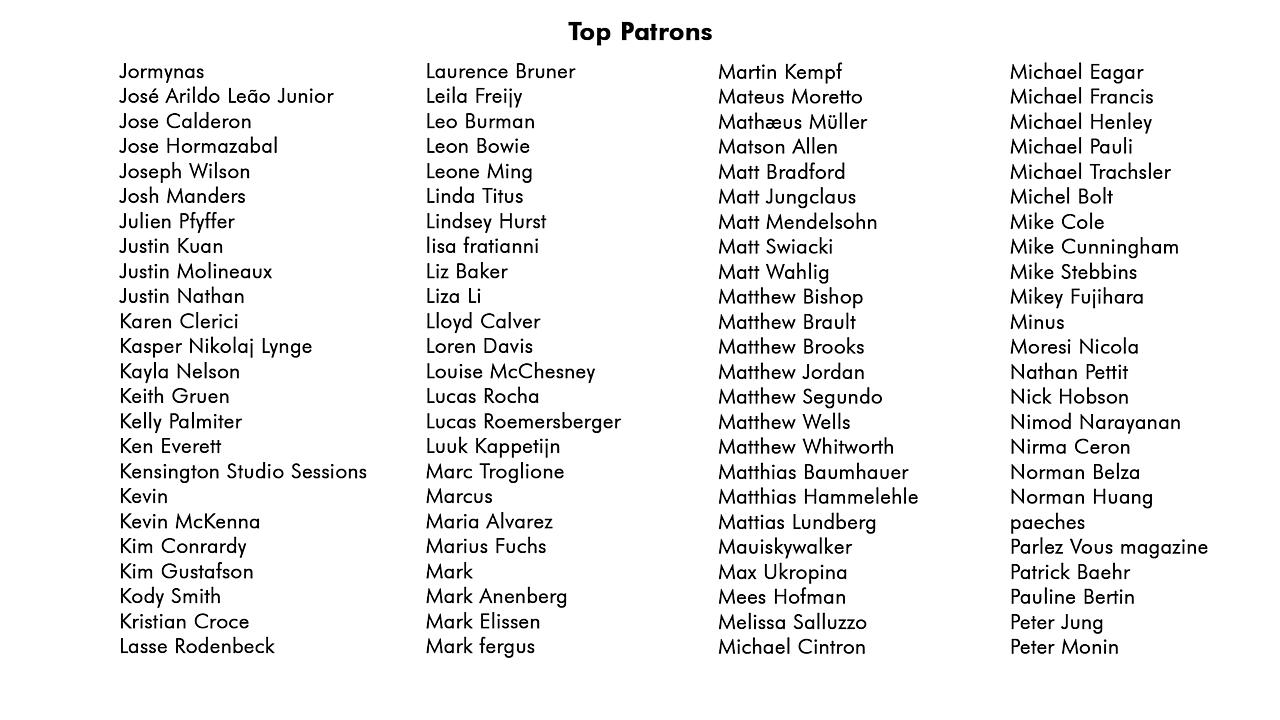 Top Patrons
Jormynas
José Arildo Leão Junior
Jose Calderon
Jose Hormazabal
Joseph Wilson
Josh Manders
Julien Pfyffer
Justin Kuan
Justin Molineaux
Justin Nathan
Karen Clerici
Kasper Nikolaj Lynge
Kayla Nelson
Keith Gruen
Kelly Palmiter
Ken Everett
Kensington Studio Sessions
Kevin
Kevin McKenna
Kim Conrardy
Kim Gustafson
Kody Smith
Kristian Croce
Lasse Rodenbeck
Laurence Bruner
Leila Freijy
Leo Burman
Leon Bowie
Leone Ming
Linda Titus
Lindsey Hurst
lisa fratianni
Liz Baker
Liza Li
Lloyd Calver
Loren Davis
Louise McChesney
Lucas Rocha
Lucas Roemersberger
Luuk Kappetijn
Marc Troglione
Marcus
Maria Alvarez
Marius Fuchs
Mark
Mark Anenberg
Mark Elissen
Mark fergus
Martin Kempf
Mateus Moretto
Mathæus Müller
Matson Allen
Matt Bradford
Matt Jungclaus
Matt Mendelsohn
Matt Swiacki
Matt Wahlig
Matthew Bishop
Matthew Brault
Matthew Brooks
Matthew Jordan
Matthew Segundo
Matthew Wells
Matthew Whitworth
Matthias Baumhauer
Matthias Hammelehle
Mattias Lundberg
Mauiskywalker
Max Ukropina
Mees Hofman
Melissa Salluzzo
Michael Cintron
Michael Eagar
Michael Francis
Michael Henley
Michael Pauli
Michael Trachsler
Michel Bolt
Mike Cole
Mike Cunningham
Mike Stebbins
Mikey Fujihara
Minus
Moresi Nicola
Nathan Pettit
Nick Hobson
Nimod Narayanan
Nirma Ceron
Norman Belza
Norman Huang
paeches
Parlez Vous magazine
Patrick Baehr
Pauline Bertin
Peter Jung
Peter Monin